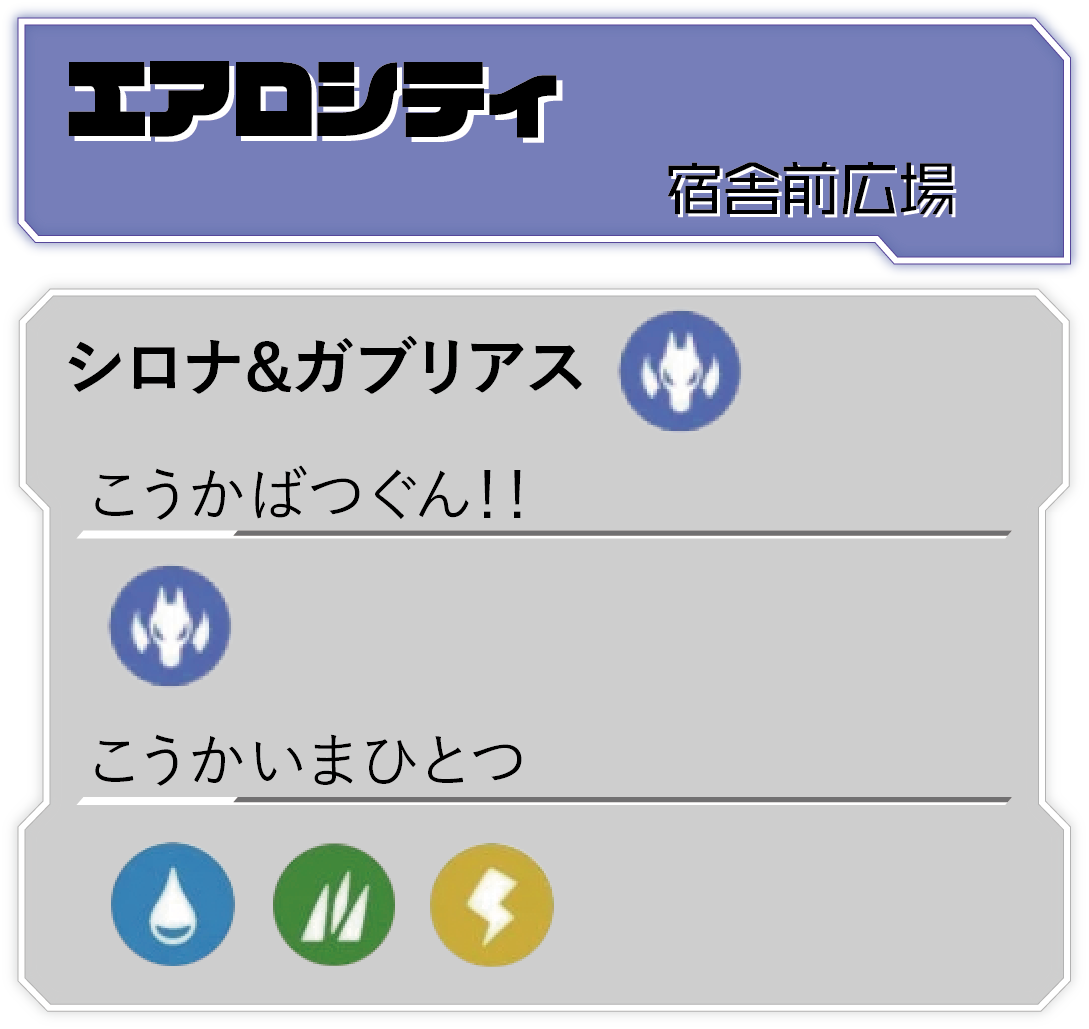 エアロシティ
宿舎前広場
シロナ&ガブリアス
こうかばつぐん!!
こうかいまひとつ